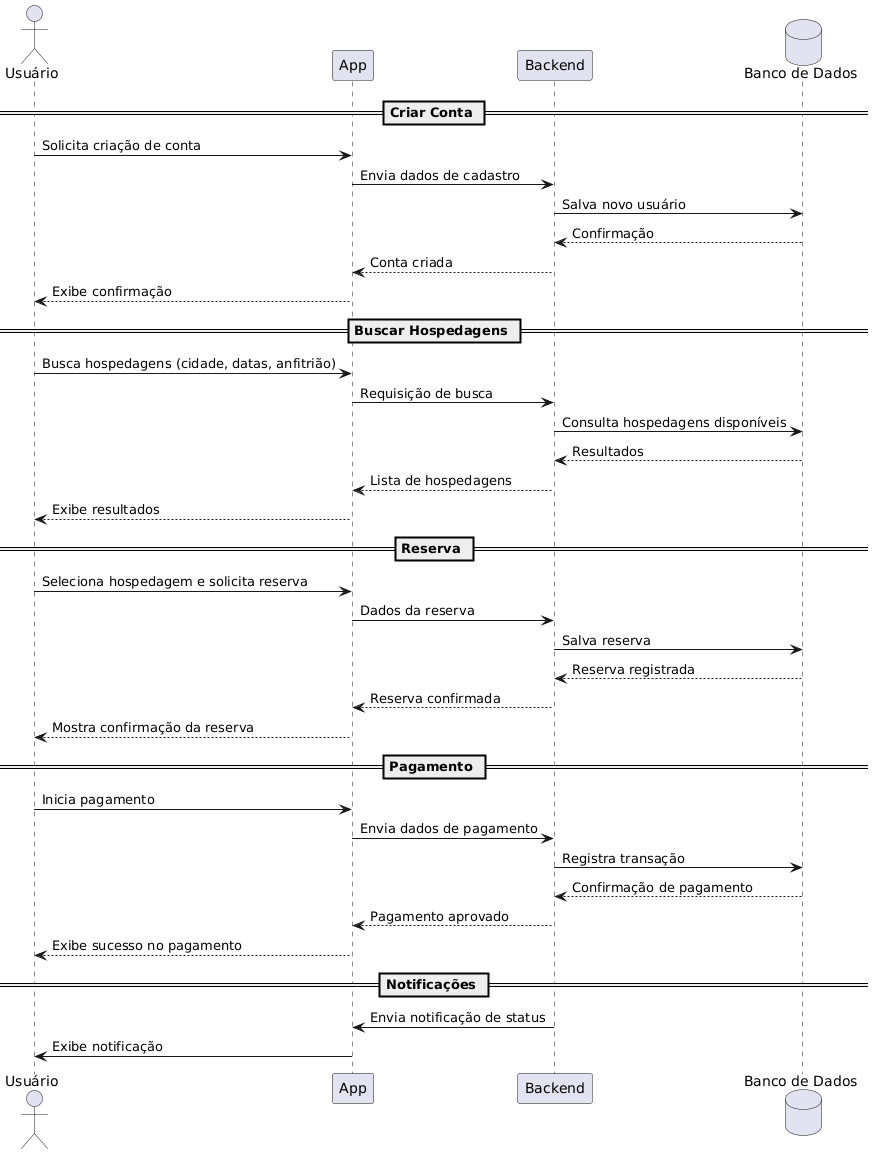 Usuário
App
Backend
Banco de Dados
Criar Conta
Solicita criação de conta
Envia dados de cadastro
Salva novo usuário
Confirmação
Conta criada
Exibe confirmação
Buscar Hospedagens
Busca hospedagens (cidade, datas, anfitrião)
Requisição de busca
Consulta hospedagens disponíveis
Resultados
Lista de hospedagens
Exibe resultados
Reserva
Seleciona hospedagem e solicita reserva
Dados da reserva
Salva reserva
Reserva registrada
Reserva confirmada
Mostra confirmação da reserva
Pagamento
Inicia pagamento
Envia dados de pagamento
Registra transação
Confirmação de pagamento
Pagamento aprovado
Exibe sucesso no pagamento
Notificações
Envia notificação de status
Exibe notificação
Usuário
App
Backend
Banco de Dados